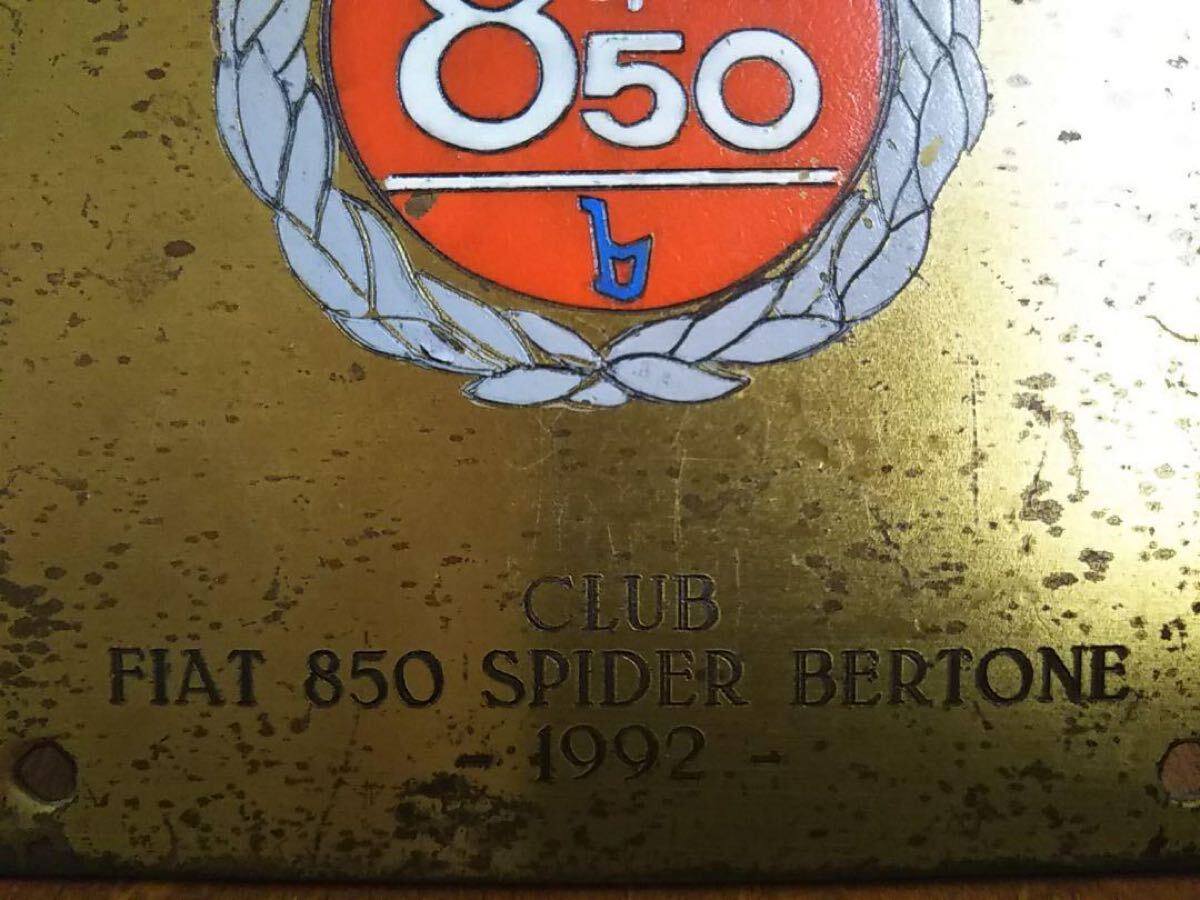 850
b
CLUB
FIAT 850 SPIDER BERTONE
- 1992 -